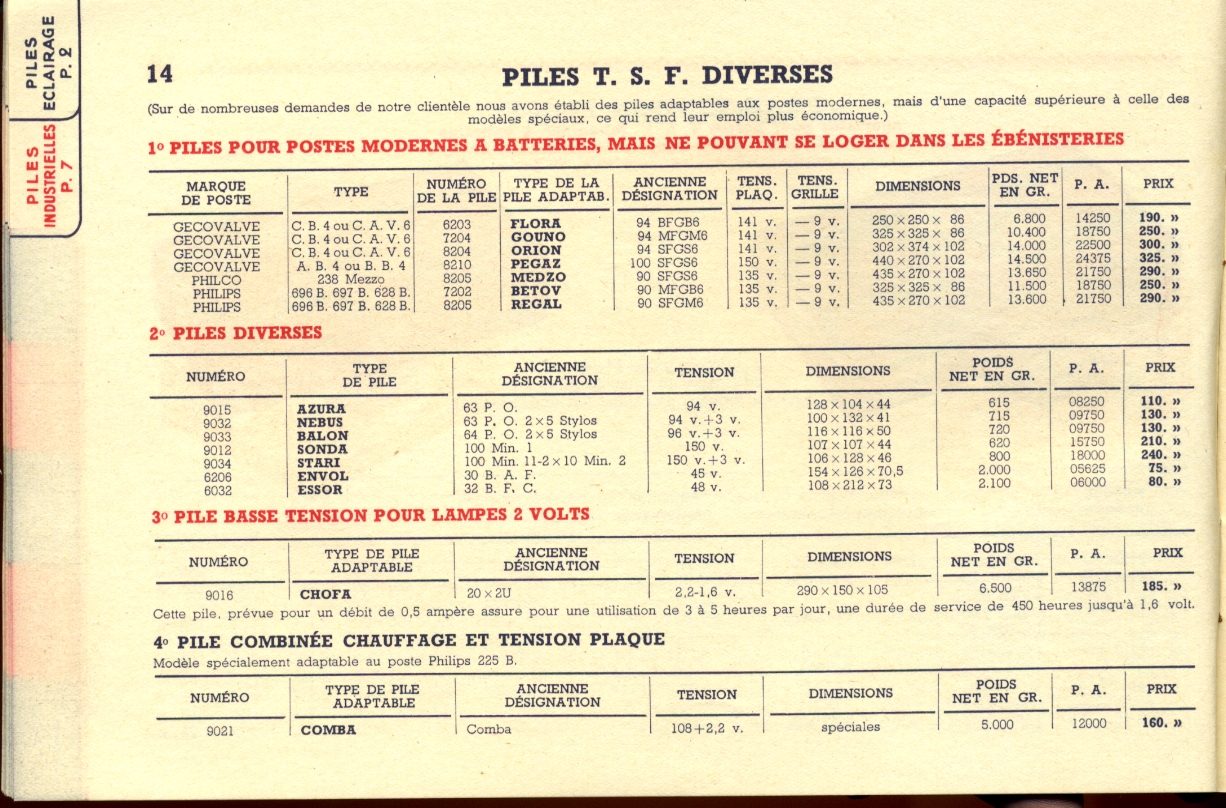 PILES
ECLAIRAGE
P. 2
PILES
INDUSTRIELLES
P. 7
14
PILES T. S. F. DIVERSES
(Sur de nombreuses demandes de notre clientèle nous avons établi des piles adaptables aux postes modernes, mais d'une capacité supérieure à celle des
modèles spéciaux, ce qui rend leur emploi plus économique.)
1º PILES POUR POSTES MODERNES A BATTERIES, MAIS NE POUVANT SE LOGER DANS LES ÉBÉNISTERIES
MARQUE DE POSTE | TYPE | NUMÉRO DE LA PILE | TYPE DE LA PILE ADAPTAB. | ANCIENNE DÉSIGNATION | TENS. PLAQ. | TENS. GRILLE | DIMENSIONS | PDS. NET EN GR. | P. A. | PRIX
GECOVALVE | C. B. 4 ou C. A. V. 6 | 6203 | FLORA | 94 BFGB6 | 141 v. | — 9 v. | 250 × 250 × 86 | 6.800 | 14250 | 190. »
GECOVALVE | C. B. 4 ou C. A. V. 6 | 7204 | GOUNO | 94 MFGM6 | 141 v. | — 9 v. | 325 × 325 × 86 | 10.400 | 18750 | 250. »
GECOVALVE | C. B. 4 ou C. A. V. 6 | 8204 | ORION | 94 SFGS6 | 141 v. | — 9 v. | 302 × 374 × 102 | 14.000 | 22500 | 300. »
GECOVALVE | A. B. 4 ou B. B. 4 | 8210 | PEGAZ | 100 SFGS6 | 150 v. | — 9 v. | 440 × 270 × 102 | 14.500 | 24375 | 325. »
PHILCO | 238 Mezzo | 8205 | MEDZO | 90 SFGS6 | 135 v. | — 9 v. | 435 × 270 × 102 | 13.650 | 21750 | 290. »
PHILIPS | 696 B. 697 B. 628 B. | 7202 | BETOV | 90 MFGB6 | 135 v. | — 9 v. | 325 × 325 × 86 | 11.500 | 18750 | 250. »
PHILIPS | 696 B. 697 B. 628 B. | 8205 | REGAL | 90 SFGM6 | 135 v. | — 9 v. | 435 × 270 × 102 | 13.600 | 21750 | 290. »
2º PILES DIVERSES
NUMÉRO | TYPE DE PILE | ANCIENNE DÉSIGNATION | TENSION | DIMENSIONS | POIDS NET EN GR. | P. A. | PRIX
9015 | AZURA | 63 P. O. | 94 v. | 128 × 104 × 44 | 615 | 08250 | 110. »
9032 | NEBUS | 63 P. O. 2×5 Stylos | 94 v.+3 v. | 100 × 132 × 41 | 715 | 09750 | 130. »
9033 | BALON | 64 P. O. 2×5 Stylos | 96 v.+3 v. | 116 × 116 × 50 | 720 | 09750 | 130. »
9012 | SONDA | 100 Min. 1 | 150 v. | 107 × 107 × 44 | 620 | 15750 | 210. »
9034 | STARI | 100 Min. 11-2 × 10 Min. 2 | 150 v.+3 v. | 106 × 128 × 46 | 800 | 18000 | 240. »
6206 | ENVOL | 30 B. A. F. | 45 v. | 154 × 126 × 70,5 | 2.000 | 05625 | 75. »
6032 | ESSOR | 32 B. F. C. | 48 v. | 108 × 212 × 73 | 2.100 | 06000 | 80. »
3º PILE BASSE TENSION POUR LAMPES 2 VOLTS
NUMÉRO | TYPE DE PILE ADAPTABLE | ANCIENNE DÉSIGNATION | TENSION | DIMENSIONS | POIDS NET EN GR. | P. A. | PRIX
9016 | CHOFA | 20 × 2U | 2,2-1,6 v. | 290 × 150 × 105 | 6.500 | 13875 | 185. »
Cette pile, prévue pour un débit de 0,5 ampère assure pour une utilisation de 3 à 5 heures par jour, une durée de service de 450 heures jusqu'à 1,6 volt.
4º PILE COMBINÉE CHAUFFAGE ET TENSION PLAQUE
Modèle spécialement adaptable au poste Philips 225 B.
NUMÉRO | TYPE DE PILE ADAPTABLE | ANCIENNE DÉSIGNATION | TENSION | DIMENSIONS | POIDS NET EN GR. | P. A. | PRIX
9021 | COMBA | Comba | 108+2,2 v. | spéciales | 5.000 | 12000 | 160. »